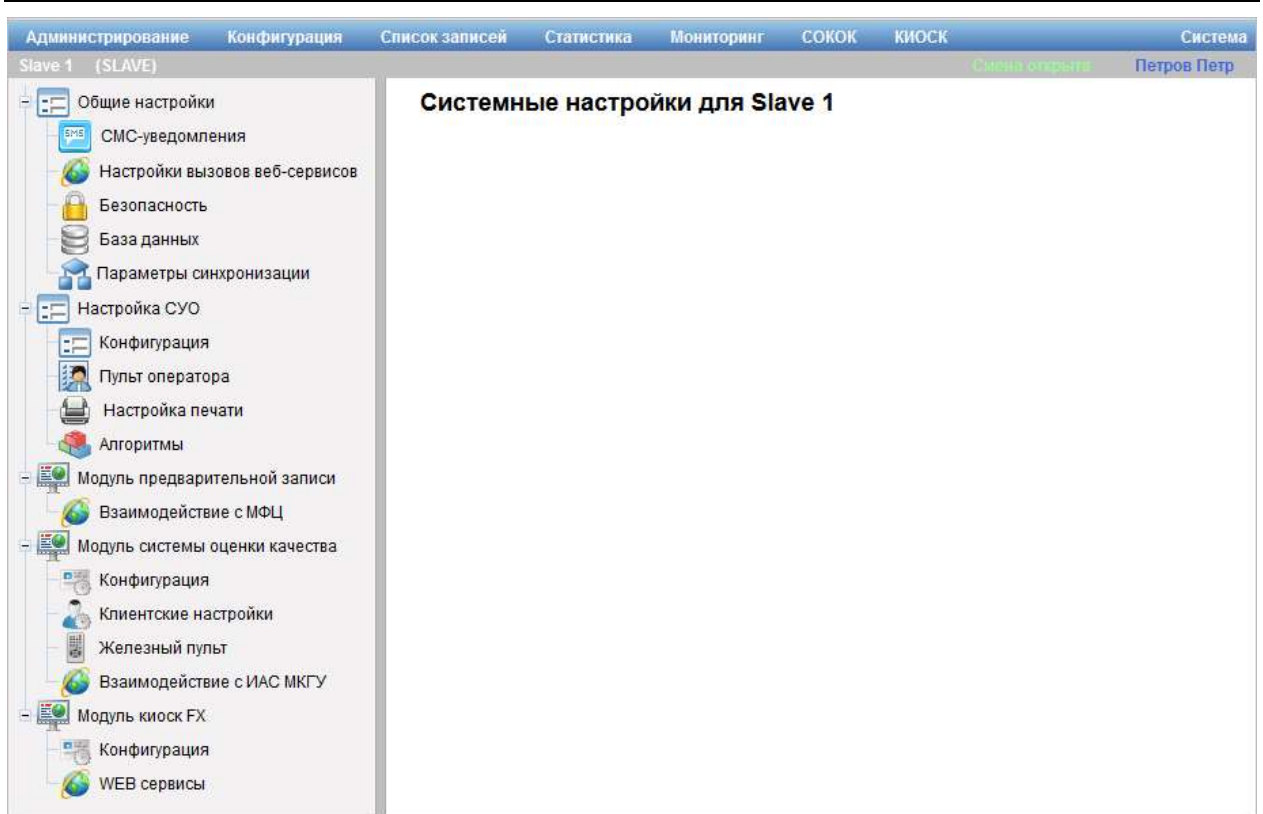 Администрирование Конфигурация Список записей Статистика Мониторинг СОКОК КИОСК Система
Slave 1 (SLAVE) Смена открыта Петров Петр
Системные настройки для Slave 1
Общие настройки
SMS
СМС-уведомления
Настройки вызовов веб-сервисов
Безопасность
База данных
Параметры синхронизации
Настройка СУО
Конфигурация
Пульт оператора
Настройка печати
Алгоритмы
Модуль предварительной записи
Взаимодействие с МФЦ
Модуль системы оценки качества
Конфигурация
Клиентские настройки
Железный пульт
Взаимодействие с ИАС МКГУ
Модуль киоск FX
Конфигурация
WEB сервисы